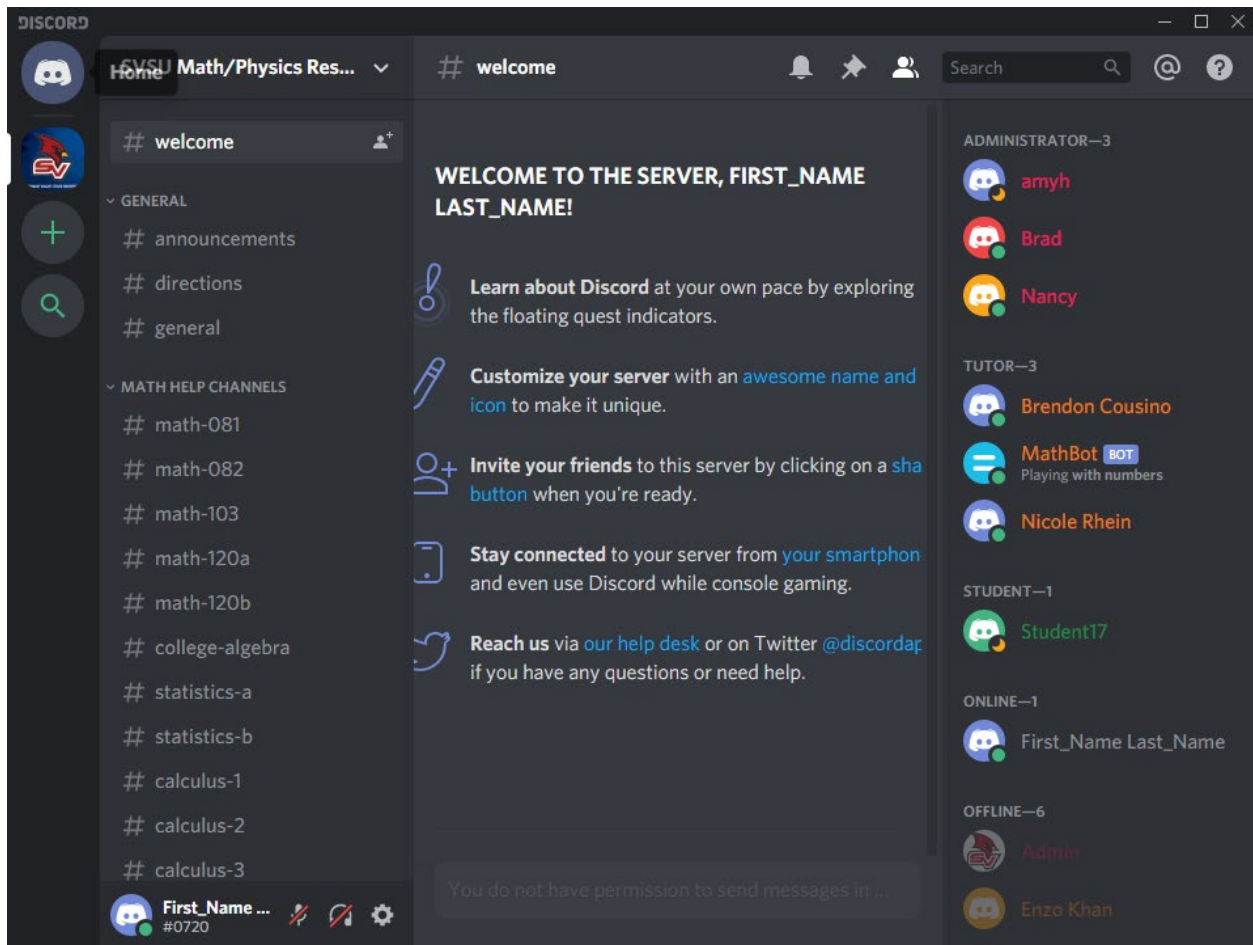 DISCORD
Home
SVSU Math/Physics Res...
welcome
Search
welcome
GENERAL
announcements
directions
general
MATH HELP CHANNELS
math-081
math-082
math-103
math-120a
math-120b
college-algebra
statistics-a
statistics-b
calculus-1
calculus-2
calculus-3
First_Name ...
#0720
WELCOME TO THE SERVER, FIRST_NAME
LAST_NAME!
Learn about Discord at your own pace by exploring
the floating quest indicators.
Customize your server with an awesome name and
icon to make it unique.
Invite your friends to this server by clicking on a sha
button when you're ready.
Stay connected to your server from your smartphon
and even use Discord while console gaming.
Reach us via our help desk or on Twitter @discordap
if you have any questions or need help.
You do not have permission to send messages in ...
ADMINISTRATOR—3
amyh
Brad
Nancy
TUTOR—3
Brendon Cousino
MathBot BOT
Playing with numbers
Nicole Rhein
STUDENT—1
Student17
ONLINE—1
First_Name Last_Name
OFFLINE—6
Admin
Enzo Khan